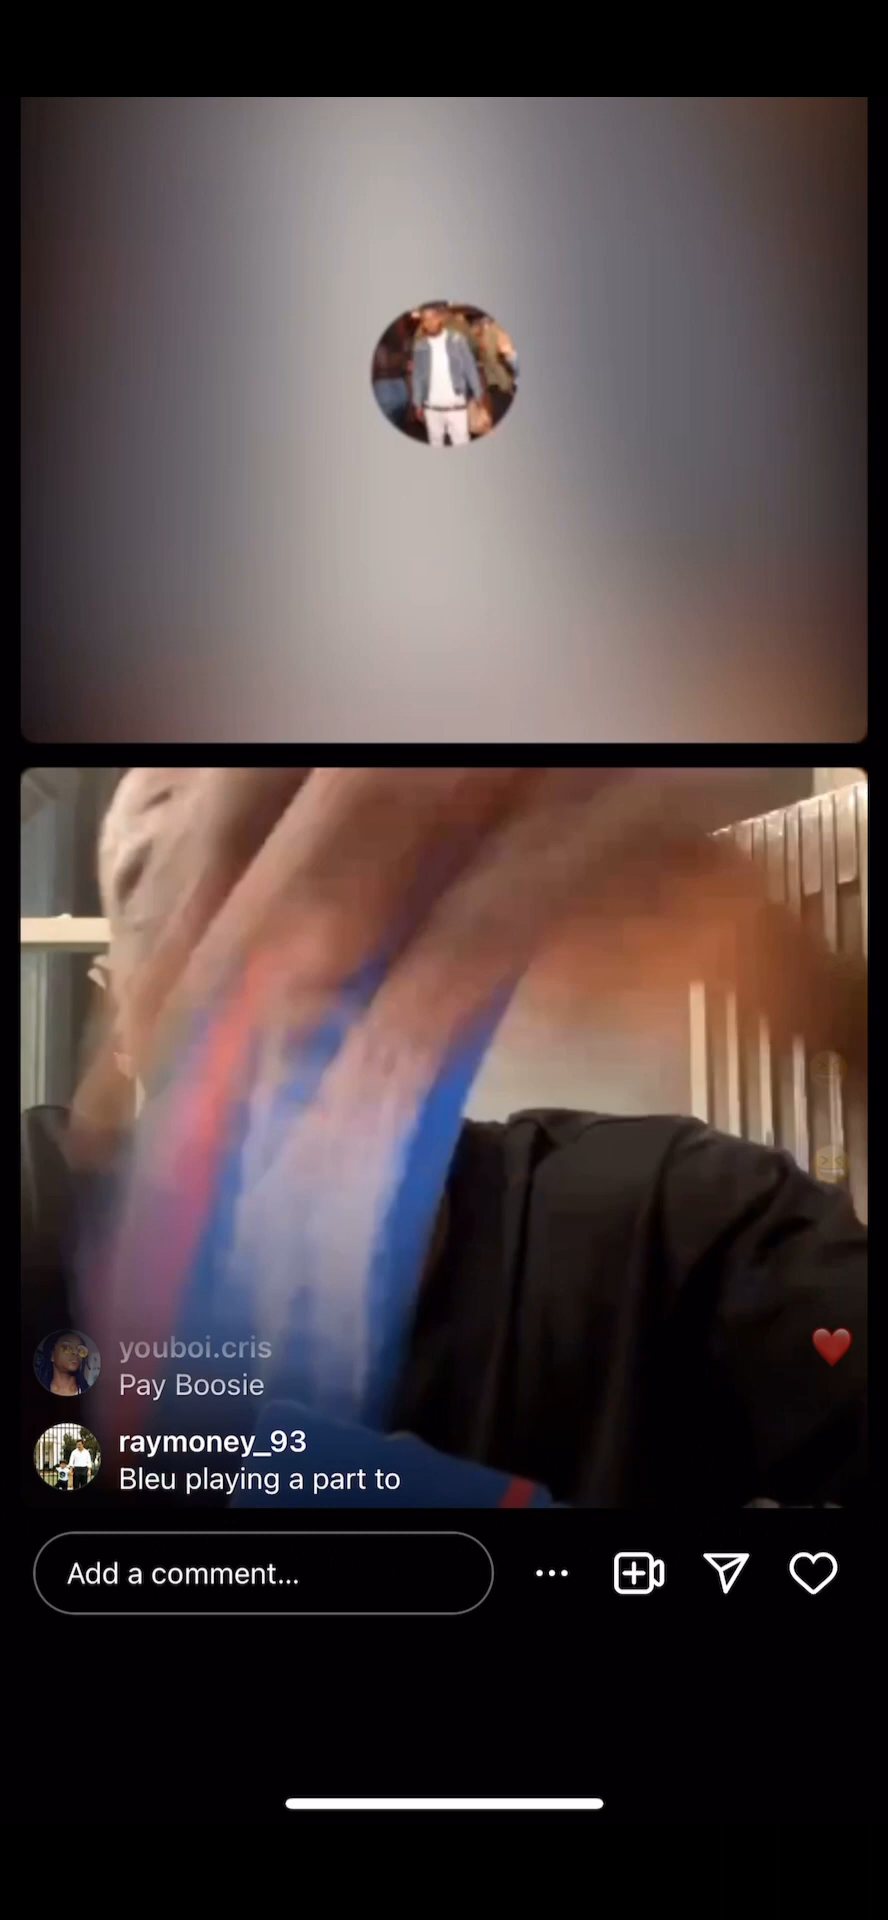 youboi.cris
Pay Boosie
raymoney_93
Bleu playing a part to
Add a comment...